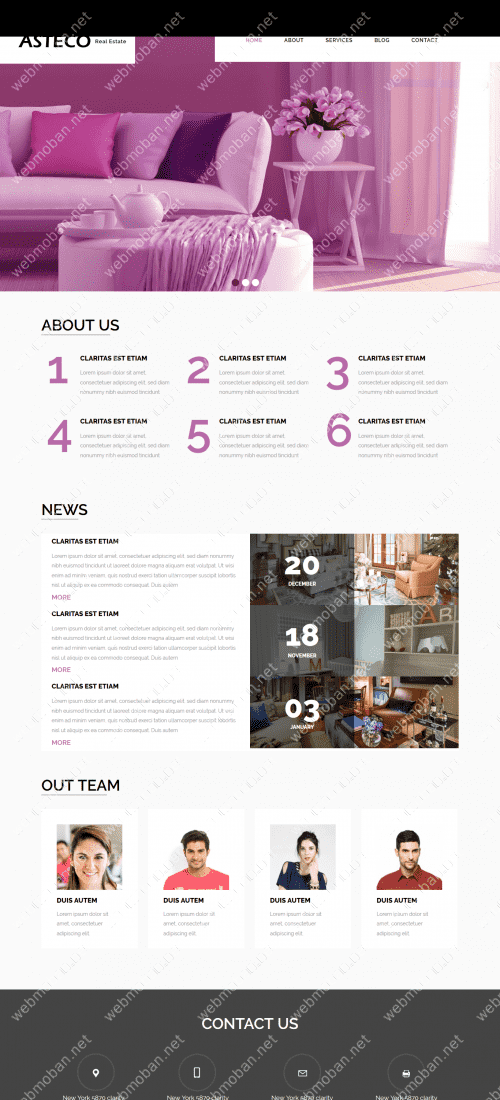 ASTECO Real Estate
HOME ABOUT SERVICES BLOG CONTACT
ABOUT US
1 CLARITAS EST ETIAM
Lorem ipsum dolor sit amet,
consectetuer adipiscing elit, sed diam
nonummy nibh euismod tincidunt
2 CLARITAS EST ETIAM
Lorem ipsum dolor sit amet,
consectetuer adipiscing elit, sed diam
nonummy nibh euismod tincidunt
3 CLARITAS EST ETIAM
Lorem ipsum dolor sit amet,
consectetuer adipiscing elit, sed diam
nonummy nibh euismod tincidunt
4 CLARITAS EST ETIAM
Lorem ipsum dolor sit amet,
consectetuer adipiscing elit, sed diam
nonummy nibh euismod tincidunt
5 CLARITAS EST ETIAM
Lorem ipsum dolor sit amet,
consectetuer adipiscing elit, sed diam
nonummy nibh euismod tincidunt
6 CLARITAS EST ETIAM
Lorem ipsum dolor sit amet,
consectetuer adipiscing elit, sed diam
nonummy nibh euismod tincidunt
NEWS
CLARITAS EST ETIAM
Lorem ipsum dolor sit amet, consectetuer adipiscing elit, sed diam nonummy
nibh euismod tincidunt ut laoreet dolore magna aliquam erat volutpat. Ut wisi
enim ad minim veniam, quis nostrud exerci tation ullamcorper suscipit lobortis
nisl ut aliquip ex ea commodo consequat. Duis autem
MORE
20
DECEMBER
CLARITAS EST ETIAM
Lorem ipsum dolor sit amet, consectetuer adipiscing elit, sed diam nonummy
nibh euismod tincidunt ut laoreet dolore magna aliquam erat volutpat. Ut wisi
enim ad minim veniam, quis nostrud exerci tation ullamcorper suscipit lobortis
nisl ut aliquip ex ea commodo consequat. Duis autem
MORE
18
NOVEMBER
CLARITAS EST ETIAM
Lorem ipsum dolor sit amet, consectetuer adipiscing elit, sed diam nonummy
nibh euismod tincidunt ut laoreet dolore magna aliquam erat volutpat. Ut wisi
enim ad minim veniam, quis nostrud exerci tation ullamcorper suscipit lobortis
nisl ut aliquip ex ea commodo consequat. Duis autem
MORE
03
JANUARY
OUR TEAM
DUIS AUTEM
Lorem ipsum dolor sit
amet, consectetuer
adipiscing elit
DUIS AUTEM
Lorem ipsum dolor sit
amet, consectetuer
adipiscing elit
DUIS AUTEM
Lorem ipsum dolor sit
amet, consectetuer
adipiscing elit
DUIS AUTEM
Lorem ipsum dolor sit
amet, consectetuer
adipiscing elit
CONTACT US
New York 5870 clarity
New York 5870 clarity
New York 5870 clarity
New York 5870 clarity
webmoban.net